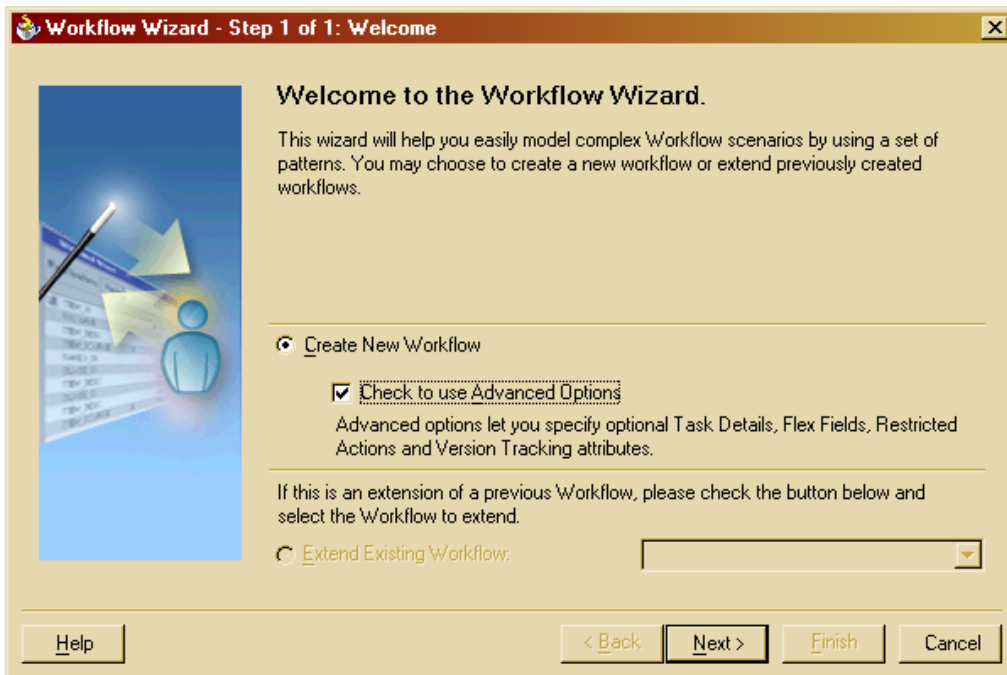 Workflow Wizard - Step 1 of 1: Welcome
Welcome to the Workflow Wizard.
This wizard will help you easily model complex Workflow scenarios by using a set of
patterns. You may choose to create a new workflow or extend previously created
workflows.
Create New Workflow
Check to use Advanced Options
Advanced options let you specify optional Task Details, Flex Fields, Restricted
Actions and Version Tracking attributes.
If this is an extension of a previous Workflow, please check the button below and
select the Workflow to extend.
Extend Existing Workflow:
Help
< Back
Next >
Finish
Cancel